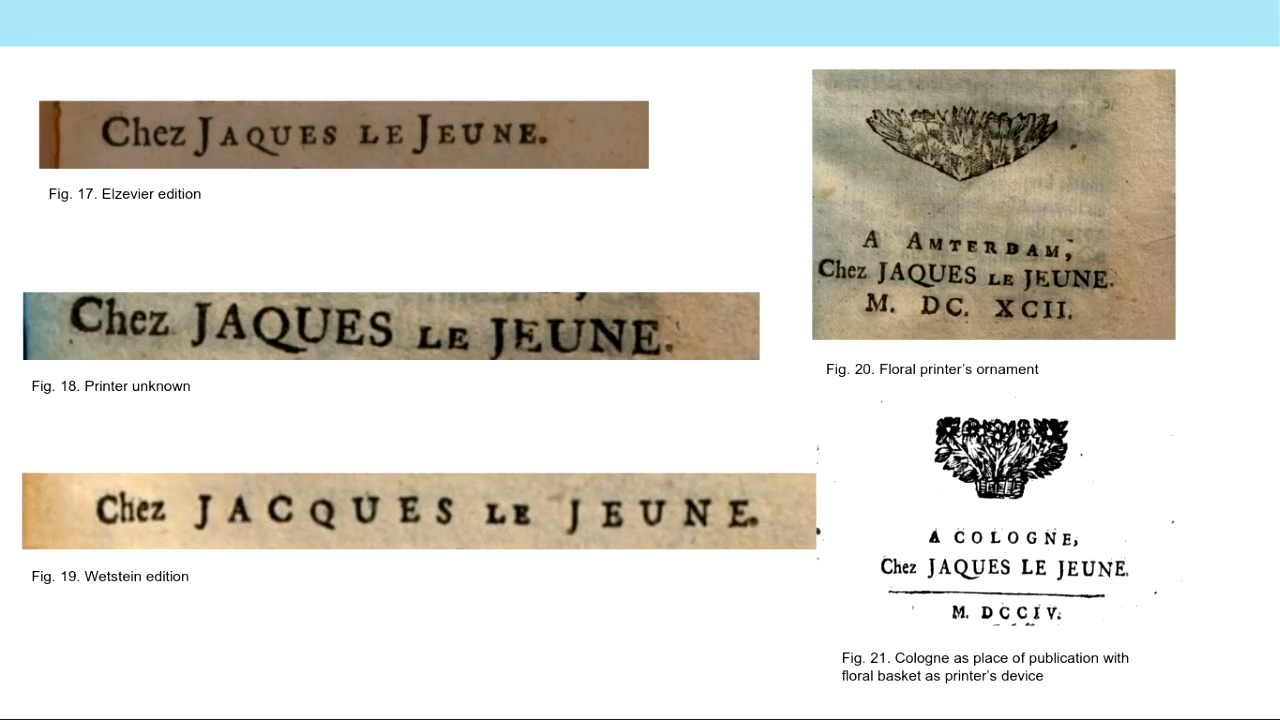 Chez JAQUES LE JEUNE.
Fig. 17. Elzevier edition
Chez JAQUES LE JEUNE.
Fig. 18. Printer unknown
Chez JACQUES LE JEUNE.
Fig. 19. Wetstein edition
A AMTERDAM,
Chez JAQUES LE JEUNE.
M. DC. XCII.
Fig. 20. Floral printer’s ornament
A COLOGNE,
Chez JAQUES LE JEUNE.
M. DCCIV.
Fig. 21. Cologne as place of publication with
floral basket as printer’s device